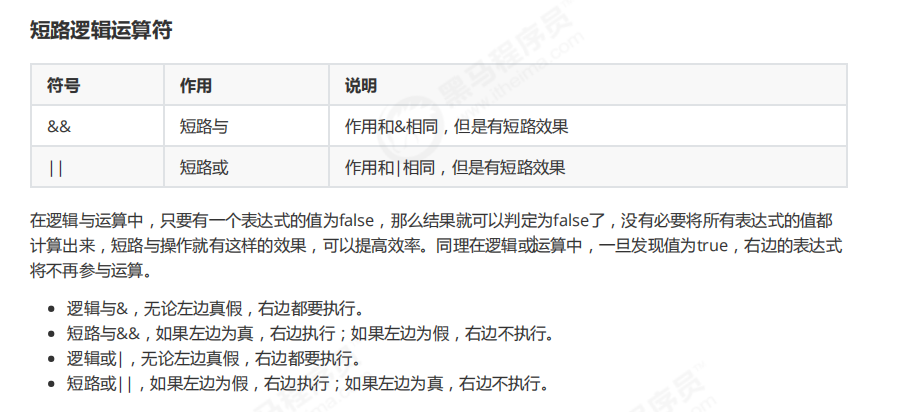 短路逻辑运算符
符号 作用 说明
&& 短路与 作用和&相同，但是有短路效果
|| 短路或 作用和|相同，但是有短路效果
在逻辑与运算中，只要有一个表达式的值为false，那么结果就可以判定为false了，没有必要将所有表达式的值都
计算出来，短路与操作就有这样的效果，可以提高效率。同理在逻辑或运算中，一旦发现值为true，右边的表达式
将不再参与运算。
• 逻辑与&，无论左边真假，右边都要执行。
• 短路与&&，如果左边为真，右边执行；如果左边为假，右边不执行。
• 逻辑或|，无论左边真假，右边都要执行。
• 短路或||，如果左边为假，右边执行；如果左边为真，右边不执行。
黑马程序员
www.itheima.com